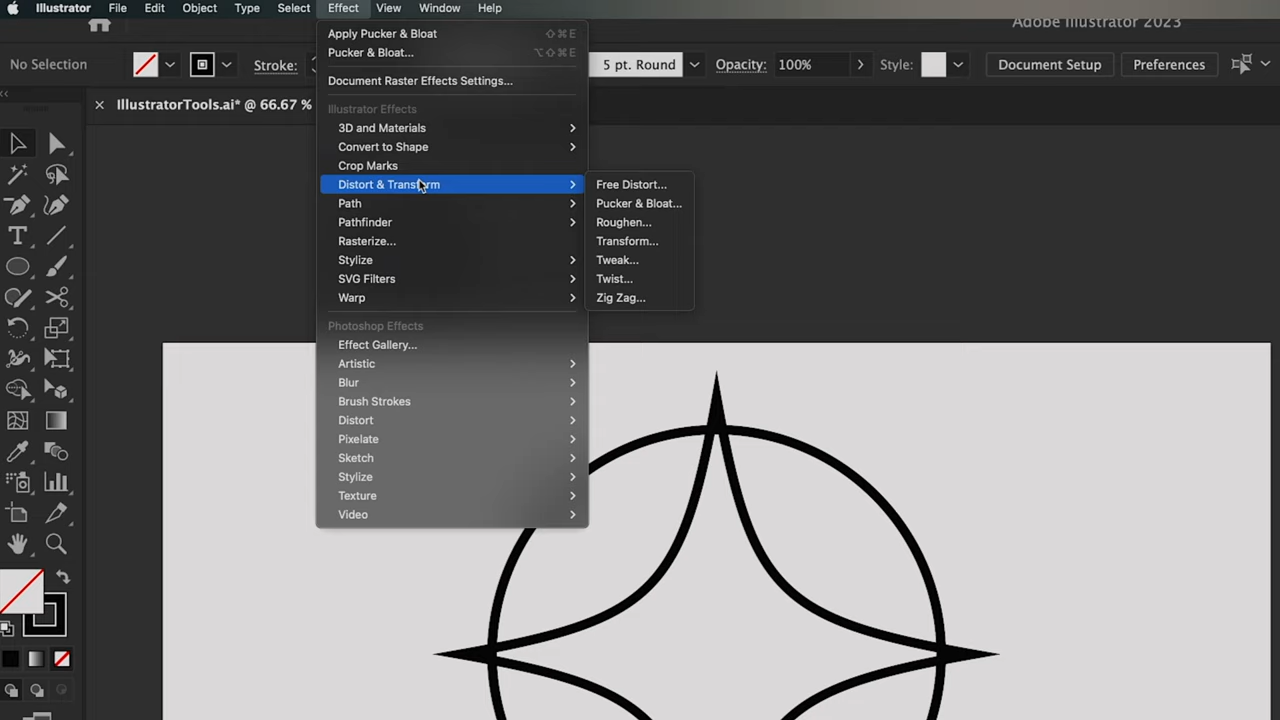 Illustrator File Edit Object Type Select Effect View Window Help
Adobe Illustrator 2023
No Selection Stroke: 5 pt. Round Opacity: 100% Style: Document Setup Preferences
IllustratorTools.ai* @ 66.67 %
Apply Pucker & Bloat ⇧⌘E
Pucker & Bloat... ⌥⇧⌘E
Document Raster Effects Settings...
Illustrator Effects
3D and Materials
Convert to Shape
Crop Marks
Distort & Transform
Path
Pathfinder
Rasterize...
Stylize
SVG Filters
Warp
Free Distort...
Pucker & Bloat...
Roughen...
Transform...
Tweak...
Twist...
Zig Zag...
Photoshop Effects
Effect Gallery...
Artistic
Blur
Brush Strokes
Distort
Pixelate
Sketch
Stylize
Texture
Video